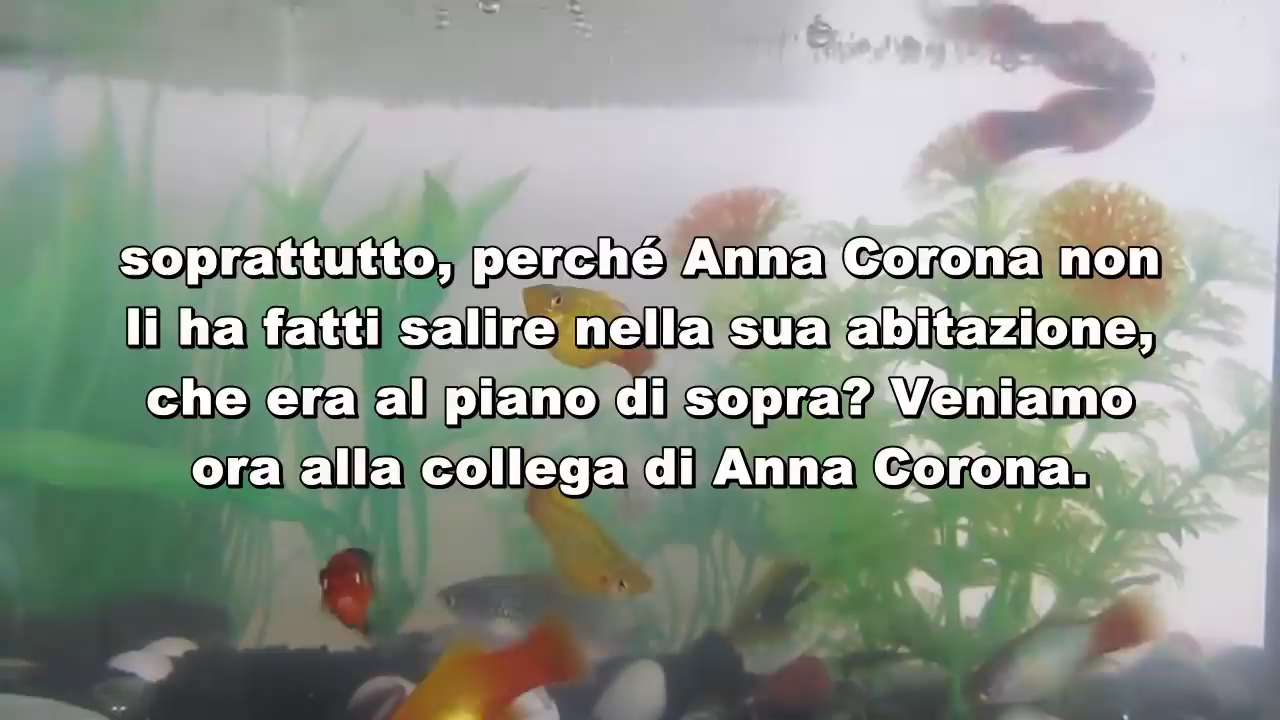 soprattutto, perché Anna Corona non
li ha fatti salire nella sua abitazione,
che era al piano di sopra? Veniamo
ora alla collega di Anna Corona.